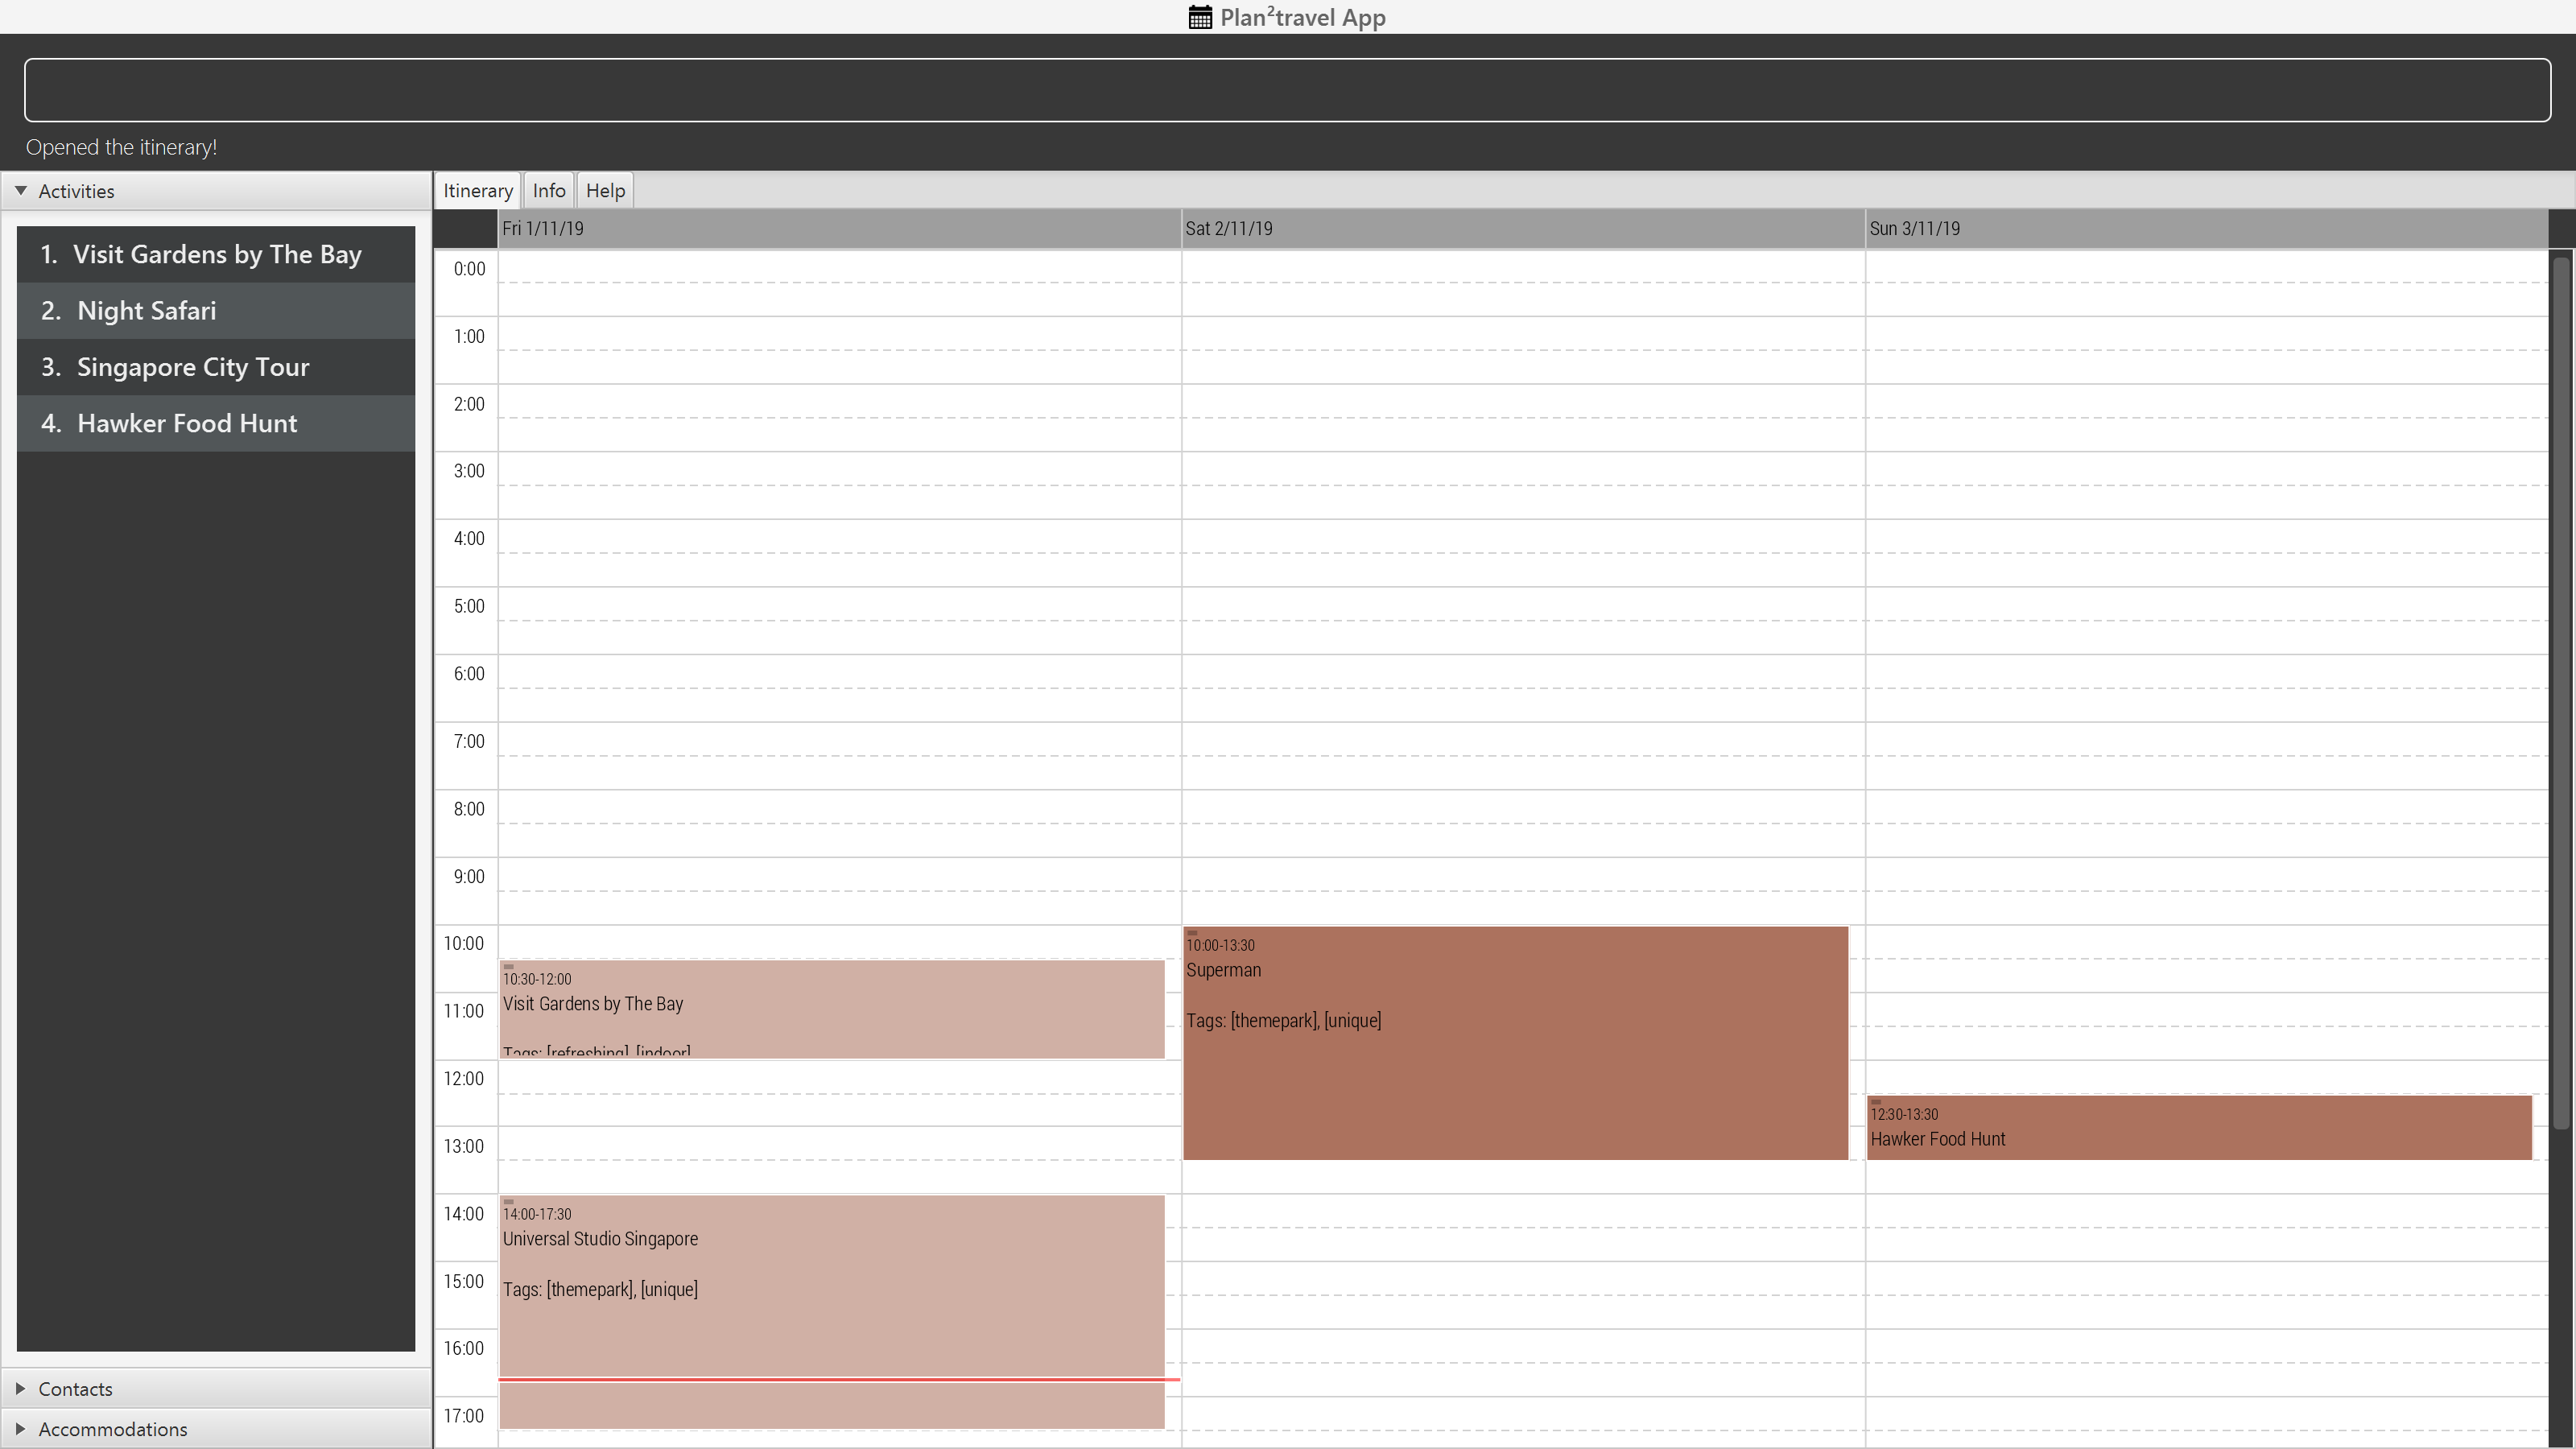 Plan²travel App
Opened the itinerary!
Activities
1. Visit Gardens by The Bay
2. Night Safari
3. Singapore City Tour
4. Hawker Food Hunt
Contacts
Accommodations
Itinerary Info Help
Fri 1/11/19 Sat 2/11/19 Sun 3/11/19
0:00
1:00
2:00
3:00
4:00
5:00
6:00
7:00
8:00
9:00
10:00
11:00
12:00
13:00
14:00
15:00
16:00
17:00
10:30-12:00
Visit Gardens by The Bay
Tags: [refreshing], [indoor]
14:00-17:30
Universal Studio Singapore
Tags: [themepark], [unique]
10:00-13:30
Superman
Tags: [themepark], [unique]
12:30-13:30
Hawker Food Hunt